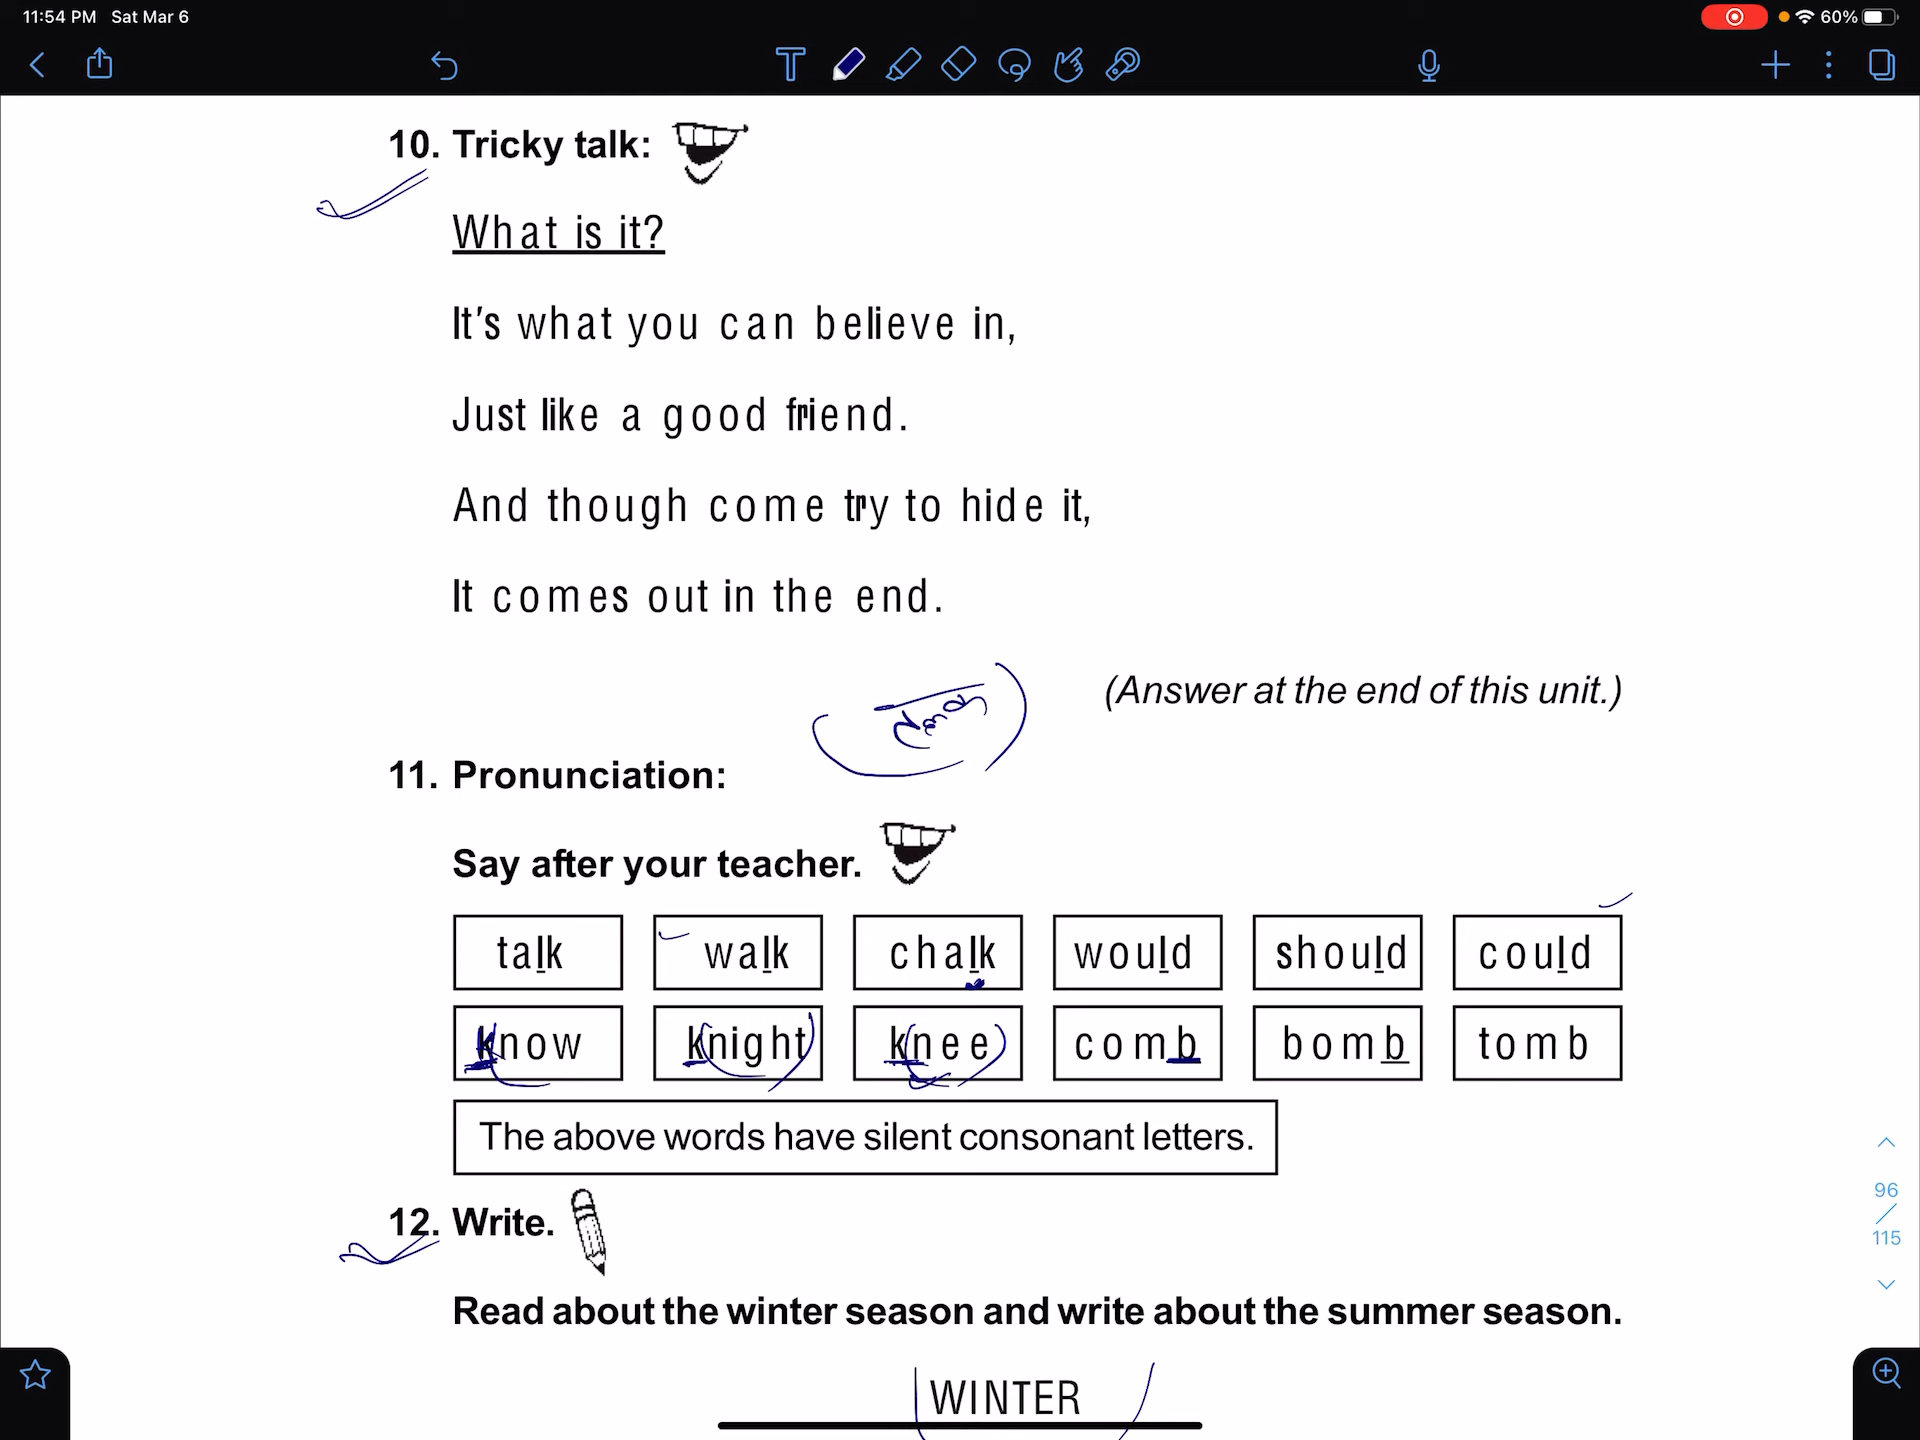 11:54 PM Sat Mar 6
60%
10. Tricky talk:
What is it?
It's what you can believe in,
Just like a good friend.
And though come try to hide it,
It comes out in the end.
(Answer at the end of this unit.)
11. Pronunciation:
Say after your teacher.
talk walk chalk would should could
know knight knee comb bomb tomb
The above words have silent consonant letters.
12. Write.
Read about the winter season and write about the summer season.
WINTER
96
/
115